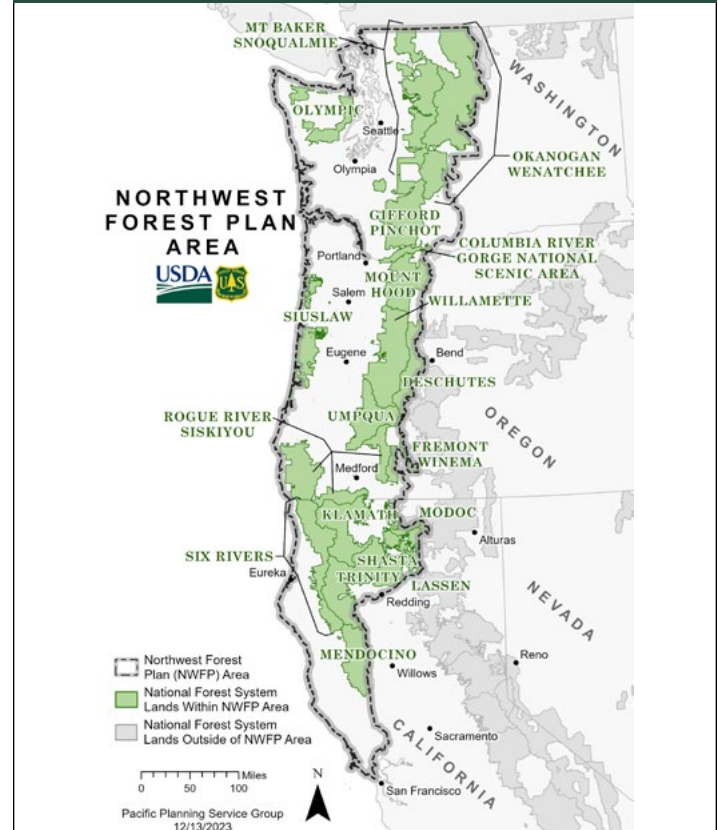 MT BAKER
SNOQUALMIE
WASHINGTON
OLYMPIC
Seattle
Olympia
OKANOGAN
WENATCHEE
NORTHWEST
FOREST PLAN
AREA
USDA
UAS
GIFFORD
PINCHOT
COLUMBIA RIVER
GORGE NATIONAL
SCENIC AREA
Portland
MOUNT
HOOD
Salem
WILLAMETTE
SIUSLAW
Eugene
Bend
DESCHUTES
OREGON
ROGUE RIVER
SISKIYOU
UMPQUA
FREMONT
WINEMA
Medford
KLAMATH
MODOC
Alturas
SIX RIVERS
Eureka
SHASTA
TRINITY
LASSEN
Redding
NEVADA
MENDOCINO
Willows
Reno
Northwest Forest
Plan (NWFP) Area
National Forest System
Lands Within NWFP Area
National Forest System
Lands Outside of NWFP Area
CALIFORNIA
Sacramento
San Francisco
Miles
0 50 100
N
Pacific Planning Service Group
12/13/2023